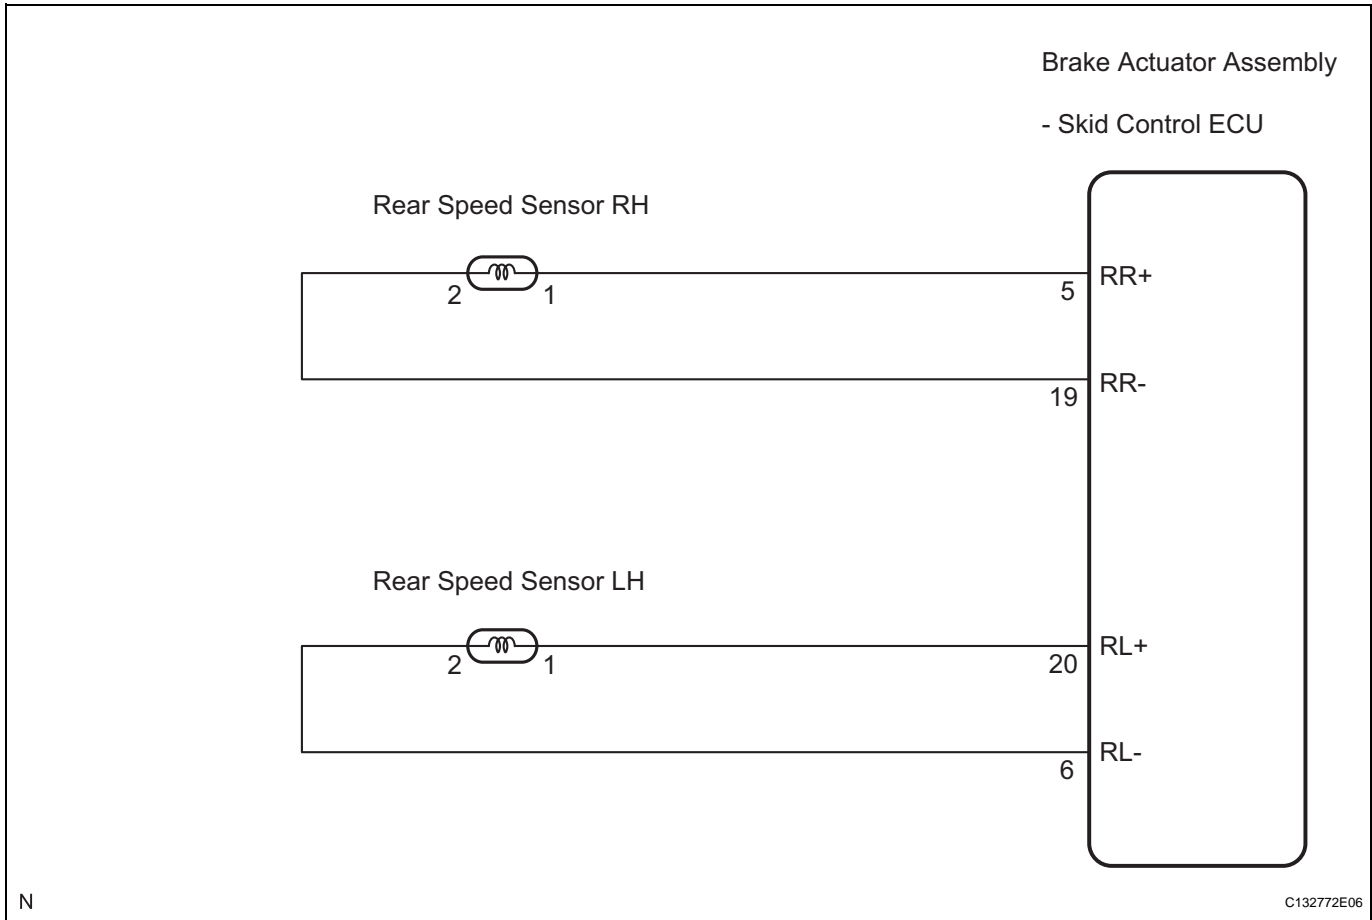 Brake Actuator Assembly
- Skid Control ECU
Rear Speed Sensor RH
2
1
5
RR+
19
RR-
Rear Speed Sensor LH
2
1
20
RL+
6
RL-
N
C132772E06